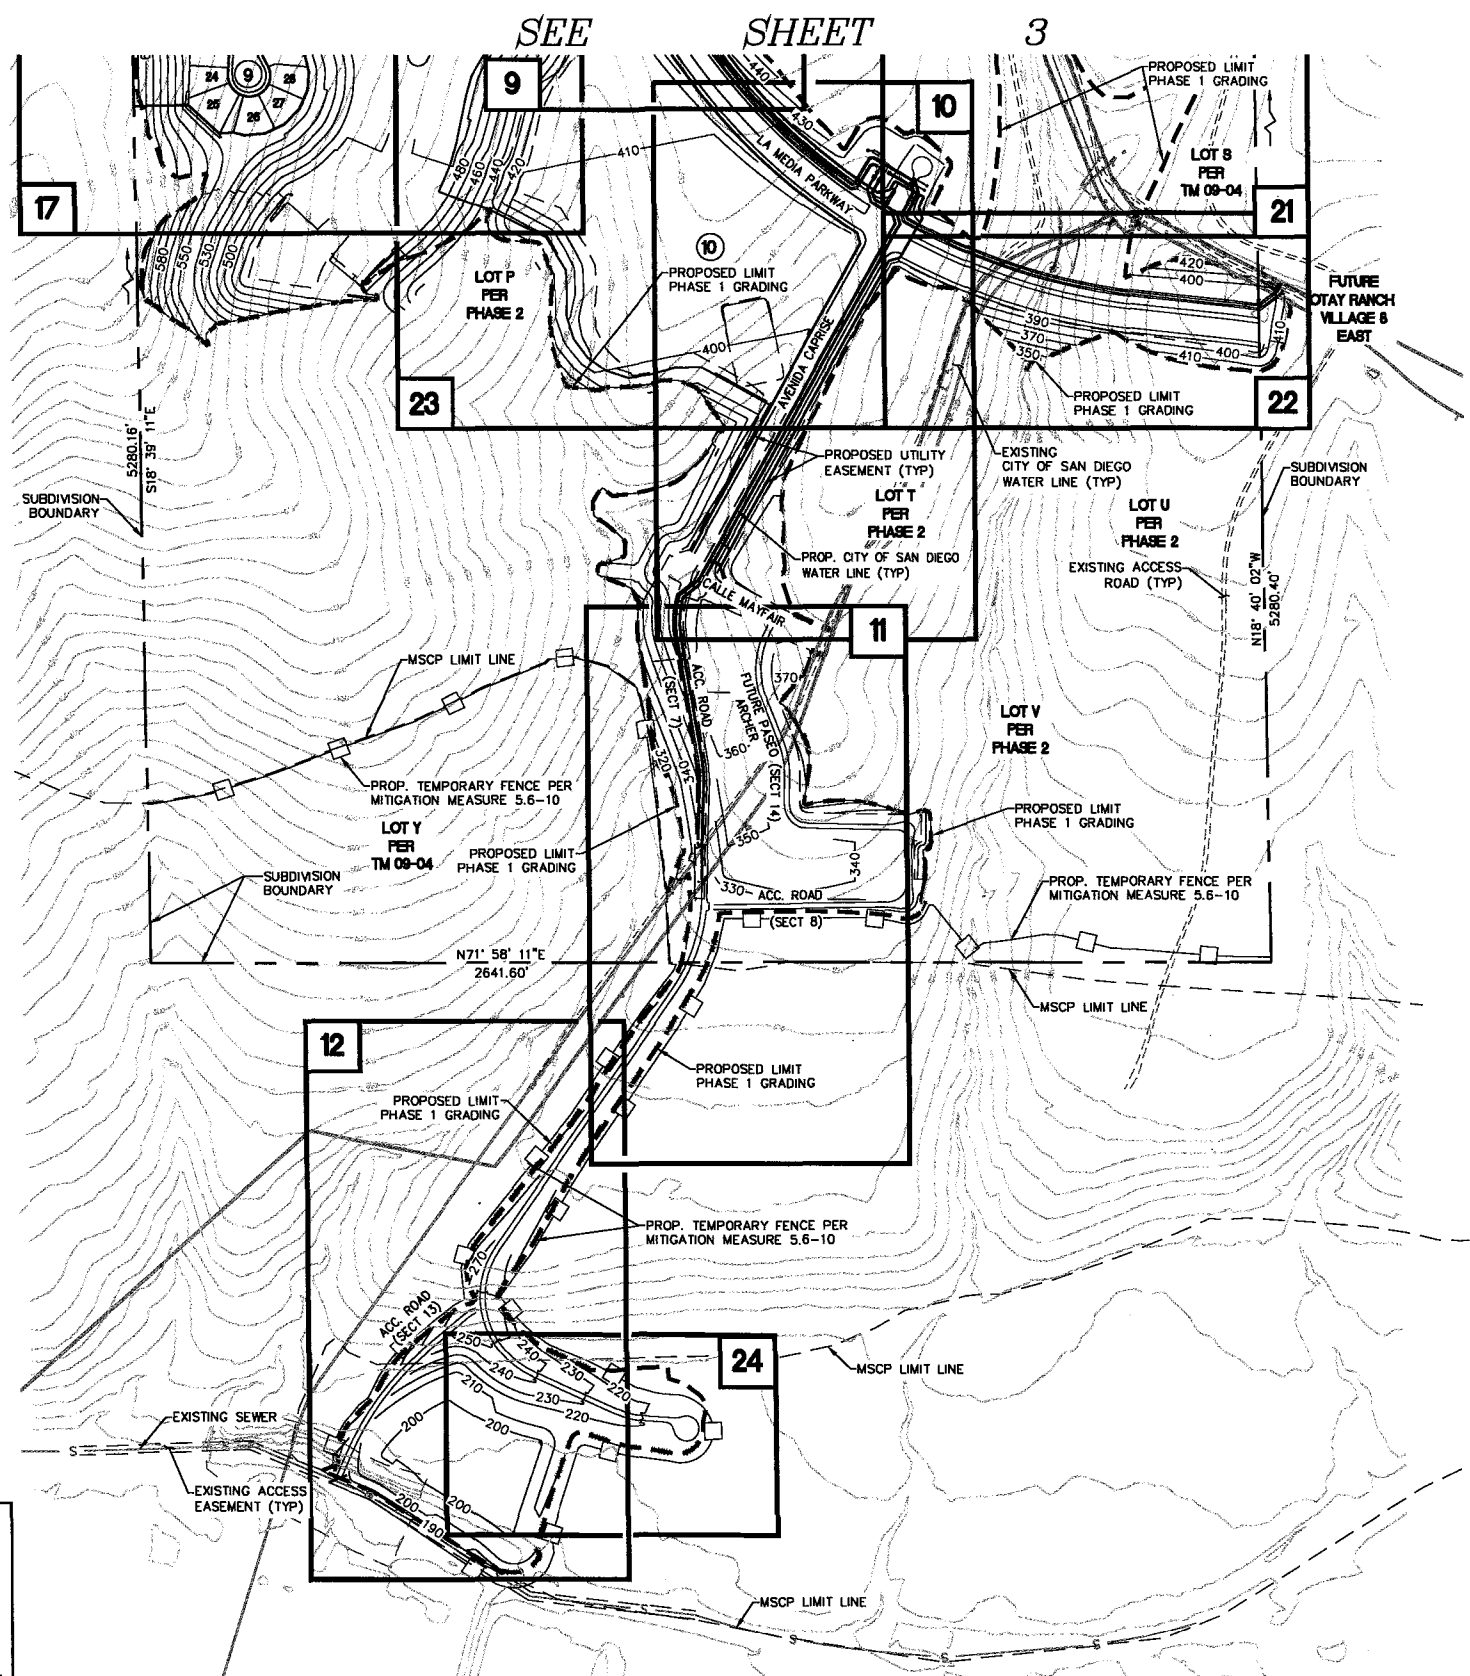 SEE SHEET 3
9
10
440
PROPOSED LIMIT
PHASE 1 GRADING
24
9
28
25
27
26
430
LA MEDIA PARKWAY
LOT S
PER
TM 09-04
480
460
440
420
410
17
21
580
550
530
500
10
LOT P
PER
PHASE 2
PROPOSED LIMIT
PHASE 1 GRADING
420
400
FUTURE
OTAY RANCH
VILLAGE 8
EAST
390
370
350
410
400
410
400
AVENIDA CAPRISE
23
PROPOSED LIMIT
PHASE 1 GRADING
22
5280.16'
S18° 39' 11"E
PROPOSED UTILITY
EASEMENT (TYP)
EXISTING
CITY OF SAN DIEGO
WATER LINE (TYP)
SUBDIVISION
BOUNDARY
SUBDIVISION
BOUNDARY
LOT T
PER
PHASE 2
LOT U
PER
PHASE 2
PROP. CITY OF SAN DIEGO
WATER LINE (TYP)
EXISTING ACCESS
ROAD (TYP)
N18° 40' 02"W
5280.40'
CALLE MAYFAIR
11
MSCP LIMIT LINE
ACC. ROAD
(SECT 7)
FUTURE PASEO
ARCHER
(SECT 14)
370
360
350
340
320
LOT V
PER
PHASE 2
PROP. TEMPORARY FENCE PER
MITIGATION MEASURE 5.6-10
LOT Y
PER
TM 09-04
PROPOSED LIMIT
PHASE 1 GRADING
PROPOSED LIMIT
PHASE 1 GRADING
340
330
ACC. ROAD
(SECT 8)
SUBDIVISION
BOUNDARY
PROP. TEMPORARY FENCE PER
MITIGATION MEASURE 5.6-10
N71° 58' 11"E
2641.60'
MSCP LIMIT LINE
12
PROPOSED LIMIT
PHASE 1 GRADING
PROPOSED LIMIT
PHASE 1 GRADING
PROP. TEMPORARY FENCE PER
MITIGATION MEASURE 5.6-10
270
ACC. ROAD
(SECT 13)
24
250
240
230
220
240
230
220
210
200
200
MSCP LIMIT LINE
EXISTING SEWER
S
EXISTING ACCESS
EASEMENT (TYP)
200
200
190
MSCP LIMIT LINE
S
S
S
S